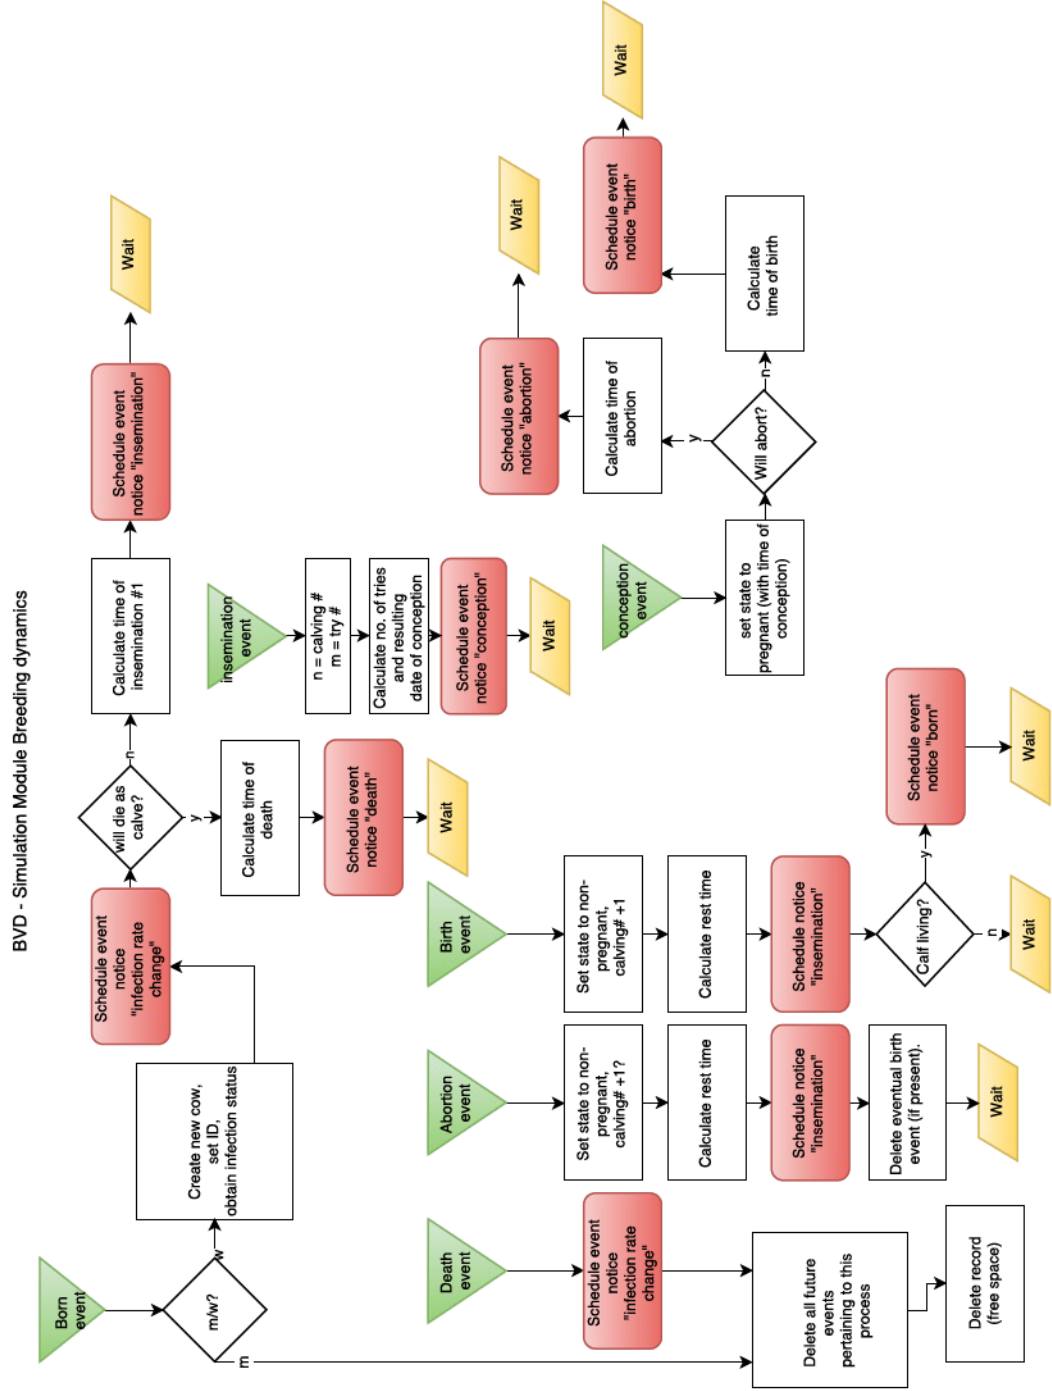 BVD - Simulation Module Breeding dynamics
Born
event
m/w?
w
m
Create new cow,
set ID,
obtain infection status
Schedule event
notice
"infection rate
change"
will die as
calve?
n
y
Calculate time of
insemination #1
Schedule event
notice "insemination"
Wait
Calculate time of
death
Schedule event
notice "death"
Wait
insemination
event
n = calving #
m = try #
Calculate no. of tries
and resulting
date of conception
Schedule event
notice "conception"
Wait
Death
event
Schedule event
notice
"infection rate
change"
Delete all future
events
pertaining to this
process
Delete record
(free space)
Abortion
event
Set state to non-
pregnant,
calving# +1?
Calculate rest time
Schedule notice
"insemination"
Delete eventual birth
event (if present).
Wait
Birth
event
Set state to non-
pregnant,
calving# +1
Calculate rest time
Schedule notice
"insemination"
Calf living?
n
Wait
y
Schedule event
notice "born"
Wait
conception
event
set state to
pregnant (with time of
conception)
Will abort?
y
n
Calculate time of
abortion
Schedule event
notice "abortion"
Wait
Calculate
time of birth
Schedule event
notice "birth"
Wait